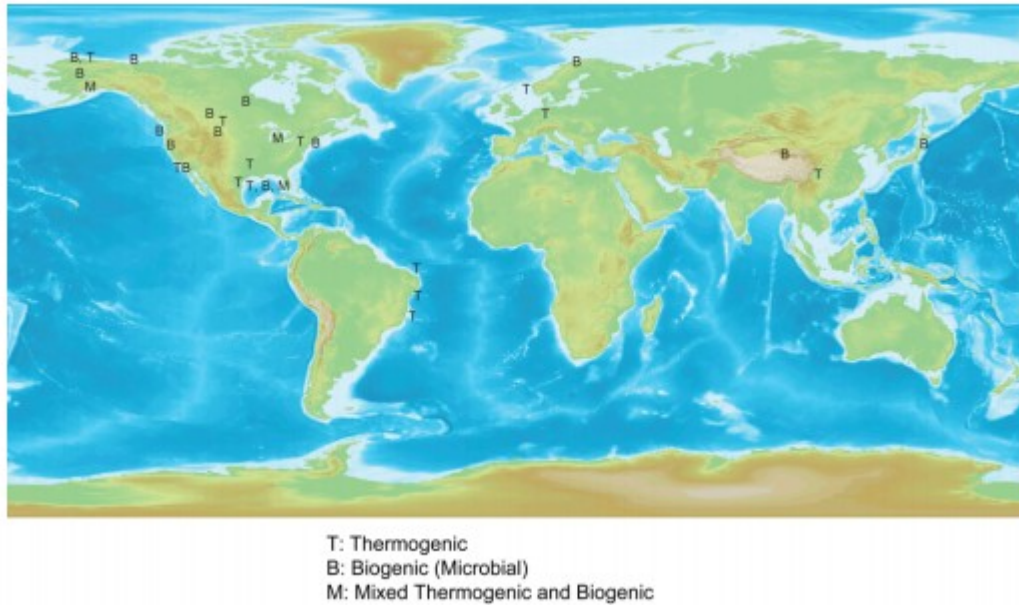 B, T B
B
M
B
B T
B B
B M T B
T B T
T T, B, M
B
T
T
B
B T
T
T
T
T: Thermogenic
B: Biogenic (Microbial)
M: Mixed Thermogenic and Biogenic